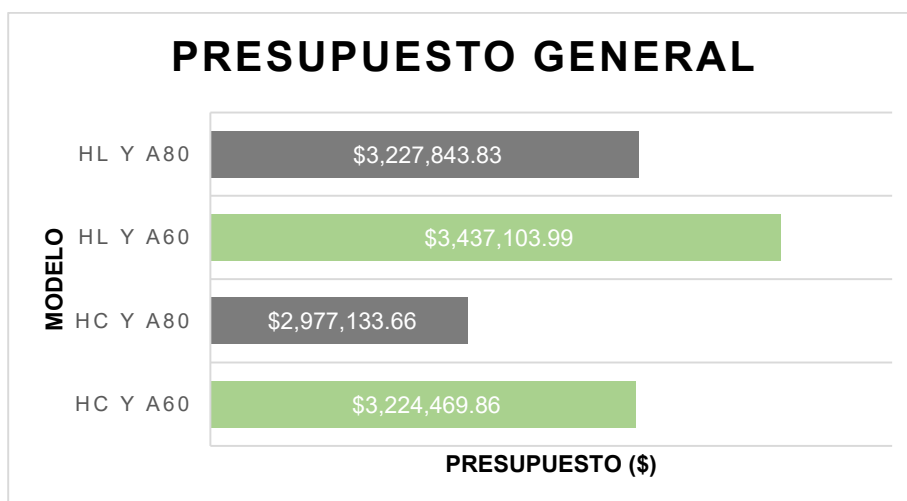 PRESUPUESTO GENERAL
HL Y A80
$3,227,843.83
HL Y A60
$3,437,103.99
MODELO
HC Y A80
$2,977,133.66
HC Y A60
$3,224,469.86
PRESUPUESTO ($)